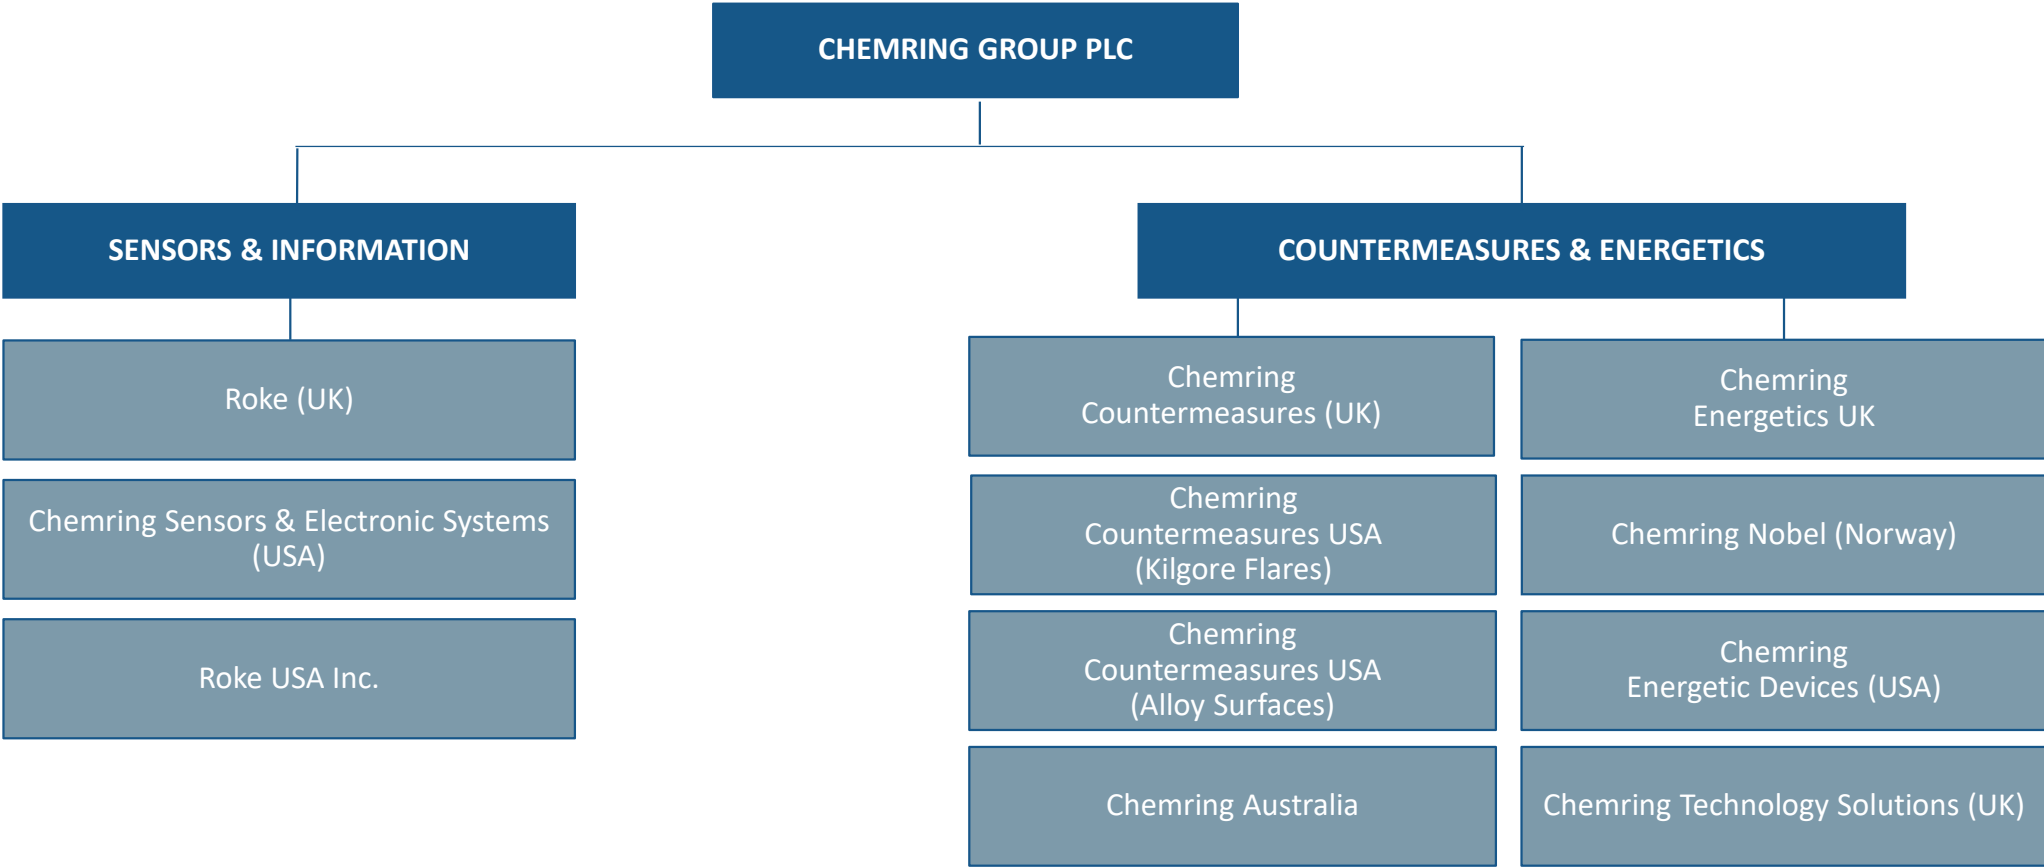 CHEMRING GROUP PLC
SENSORS & INFORMATION
COUNTERMEASURES & ENERGETICS
Roke (UK)
Chemring Sensors & Electronic Systems
(USA)
Roke USA Inc.
Chemring
Countermeasures (UK)
Chemring
Countermeasures USA
(Kilgore Flares)
Chemring
Countermeasures USA
(Alloy Surfaces)
Chemring Australia
Chemring
Energetics UK
Chemring Nobel (Norway)
Chemring
Energetic Devices (USA)
Chemring Technology Solutions (UK)